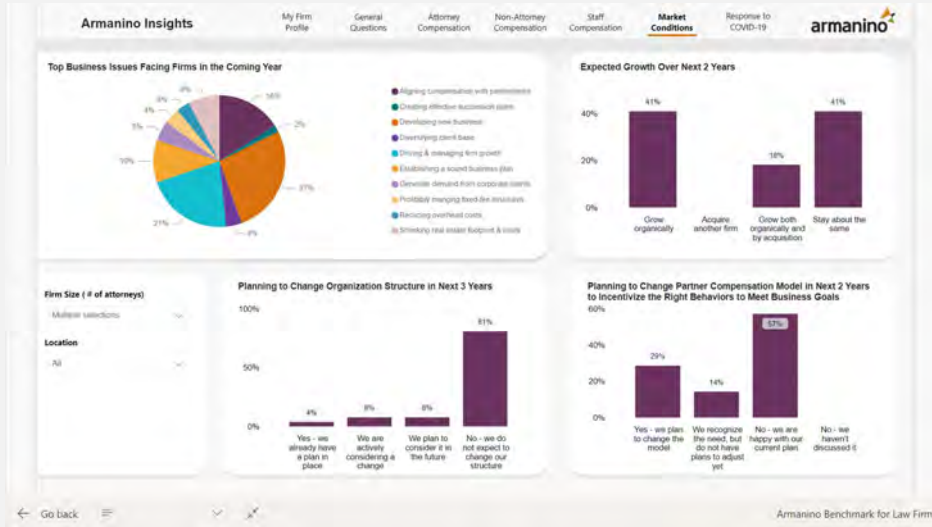 Armanino Insights
My Firm
Profile
General
Questions
Attorney
Compensation
Non-Attorney
Compensation
Staff
Compensation
Market
Conditions
Response to
COVID-19
armanino
Top Business Issues Facing Firms in the Coming Year
2%
4%
21%
10%
5%
4%
Aligning compensation with performance
Creating effective succession plans
Developing new business
Diversifying client base
Driving & managing firm growth
Establishing a sound business plan
Generate demand from corporate clients
Profitably manging fixed-fee structures
Reducing overhead costs
Shrinking real estate footprint & costs
Expected Growth Over Next 2 Years
40%
20%
0%
41%
18%
41%
Grow
organically
Acquire
another firm
Grow both
organically and
by acquisition
Stay about the
same
Firm Size ( # of attorneys)
Multiple selections
Location
All
Planning to Change Organization Structure in Next 3 Years
100%
50%
0%
4%
8%
8%
81%
Yes - we
already have
a plan in
place
We are
actively
considering a
change
We plan to
consider it in
the future
No - we do
not expect to
change our
structure
Planning to Change Partner Compensation Model in Next 2 Years
to Incentivize the Right Behaviors to Meet Business Goals
60%
40%
20%
0%
29%
14%
57%
Yes - we plan
to change the
model
We recognize
the need, but
do not have
plans to adjust
yet
No - we are
happy with our
current plan
No - we
haven't
discussed it
Go back
Armanino Benchmark for Law Firm